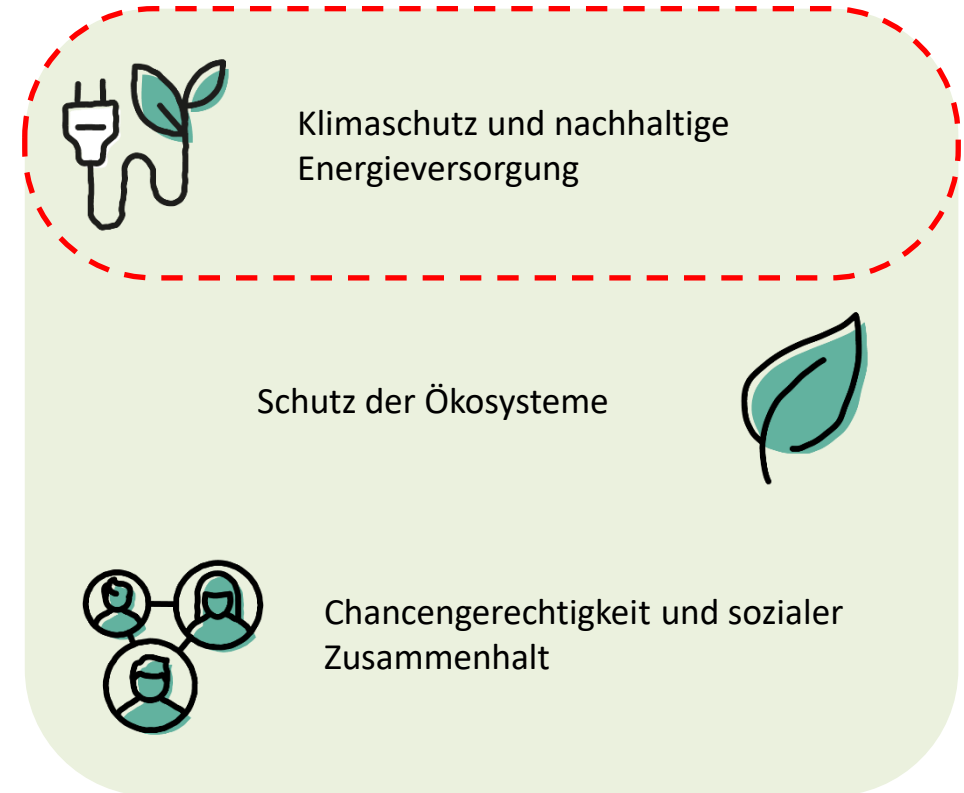 Klimaschutz und nachhaltige
Energieversorgung
Schutz der Ökosysteme
Chancengerechtigkeit und sozialer
Zusammenhalt